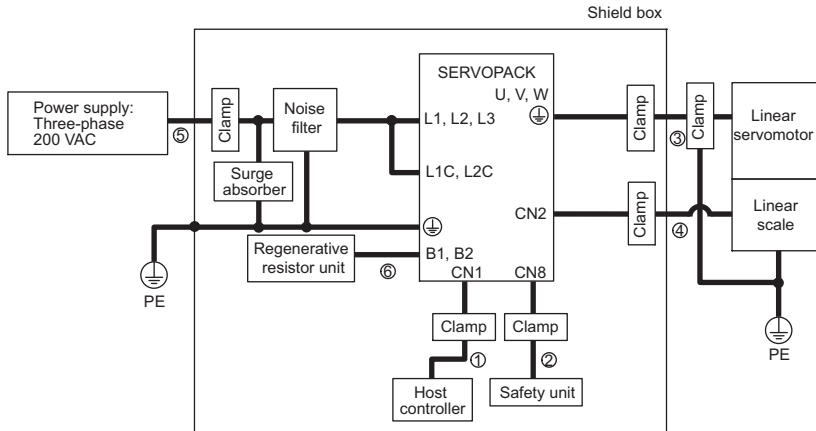 Shield box
SERVOPACK
U, V, W
Power supply:
Three-phase
200 VAC
⑤
Clamp
Noise
filter
L1, L2, L3
Clamp
③
Clamp
Linear
servomotor
Surge
absorber
L1C, L2C
CN2
Clamp
④
Linear
scale
Regenerative
resistor unit
⑥
B1, B2
CN1
CN8
PE
Clamp
Clamp
PE
①
②
Host
controller
Safety unit